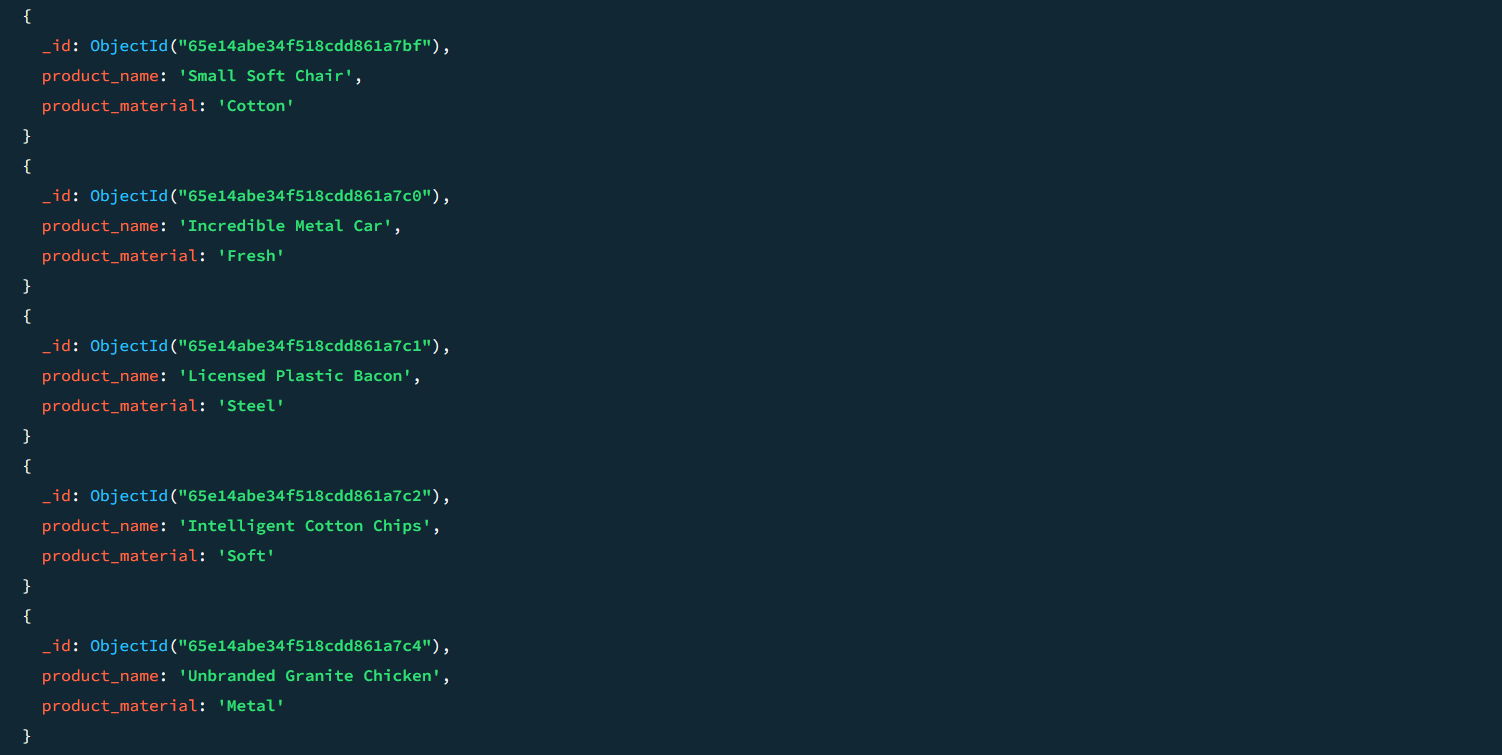 {
_id: ObjectId("65e14abe34f518cdd861a7bf"),
product_name: 'Small Soft Chair',
product_material: 'Cotton'
}
{
_id: ObjectId("65e14abe34f518cdd861a7c0"),
product_name: 'Incredible Metal Car',
product_material: 'Fresh'
}
{
_id: ObjectId("65e14abe34f518cdd861a7c1"),
product_name: 'Licensed Plastic Bacon',
product_material: 'Steel'
}
{
_id: ObjectId("65e14abe34f518cdd861a7c2"),
product_name: 'Intelligent Cotton Chips',
product_material: 'Soft'
}
{
_id: ObjectId("65e14abe34f518cdd861a7c4"),
product_name: 'Unbranded Granite Chicken',
product_material: 'Metal'
}